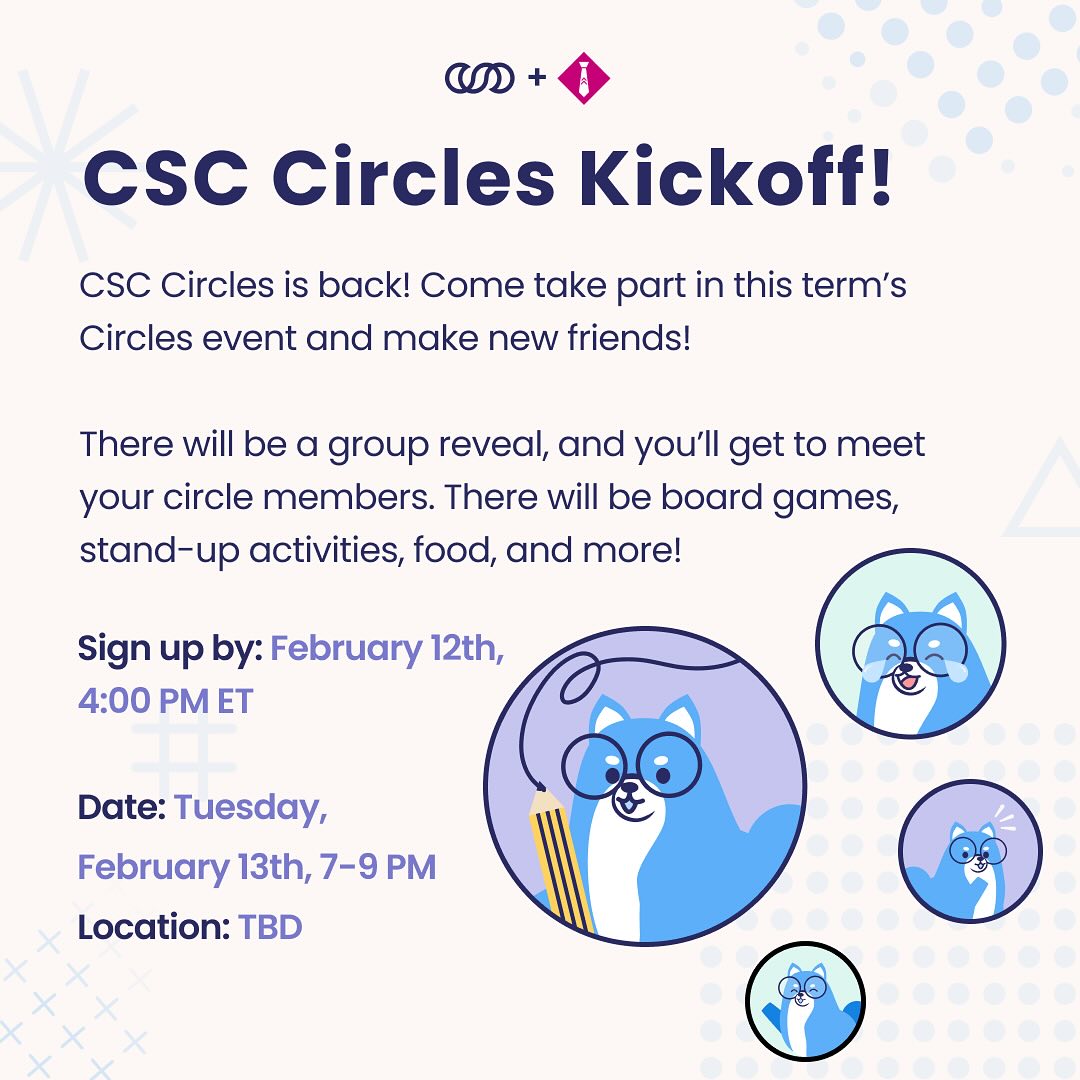 +
CSC Circles Kickoff!
CSC Circles is back! Come take part in this term’s
Circles event and make new friends!
There will be a group reveal, and you’ll get to meet
your circle members. There will be board games,
stand-up activities, food, and more!
Sign up by: February 12th,
4:00 PM ET
Date: Tuesday,
February 13th, 7-9 PM
Location: TBD